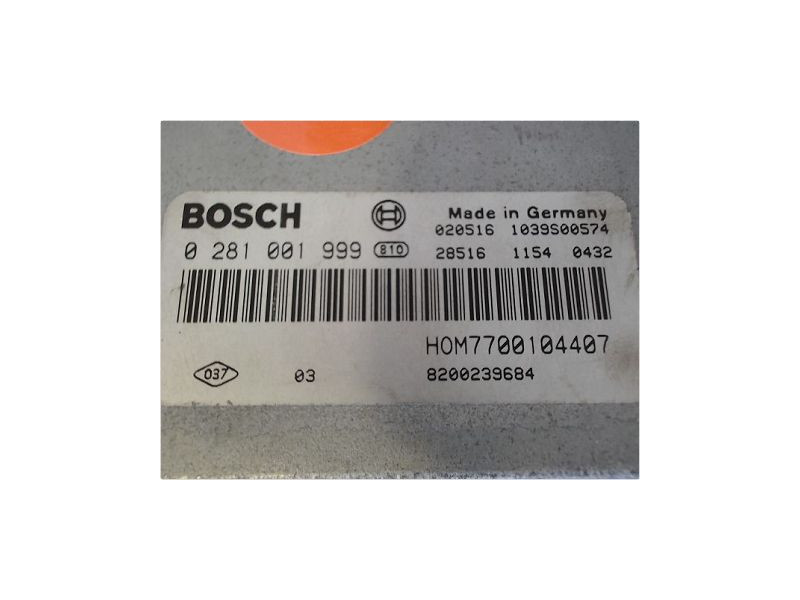 BOSCH Made in Germany
020516 1039S00574
0 281 001 999 810 28516 1154 0432
HOM7700104407
037 03 8200239684